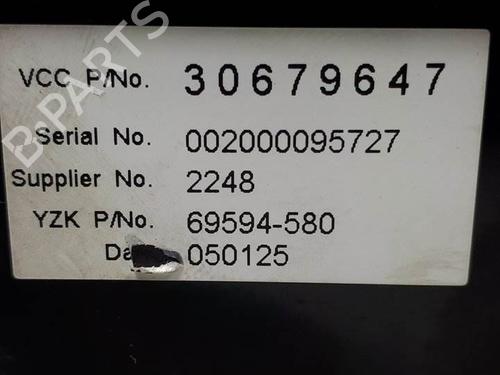 B-PARTS
VCC P/No. 30679647
Serial No. 002000095727
Supplier No. 2248
YZK P/No. 69594-580
050125